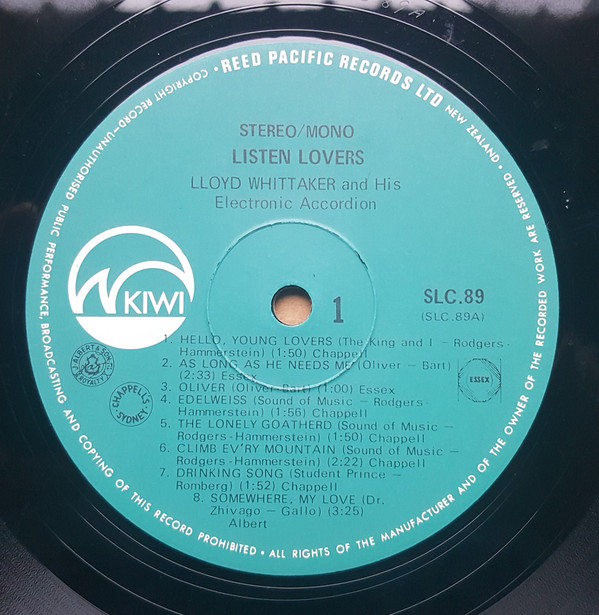 COPYRIGHT RECORD—UNAUTHORISED PUBLIC PERFORMANCE, BROADCASTING AND COPYING OF THIS RECORD PROHIBITED • ALL RIGHTS OF THE MANUFACTURER AND OF THE OWNER OF THE RECORDED WORK ARE RESERVED.
• REED PACIFIC RECORDS LTD NEW ZEALAND.
STEREO/MONO
LISTEN LOVERS
LLOYD WHITTAKER and His
Electronic Accordion
KIWI
1
SLC.89
(SLC.89A)
1. HELLO, YOUNG LOVERS (The King and I — Rodgers-
Hammerstein) (1:50) Chappell
2. AS LONG AS HE NEEDS ME (Oliver — Bart)
(2:33) Essex
3. OLIVER (Oliver-Bart) (1:00) Essex
4. EDELWEISS (Sound of Music — Rodgers-
Hammerstein) (1:56) Chappell
5. THE LONELY GOATHERD (Sound of Music —
Rodgers-Hammerstein) (1:50) Chappell
6. CLIMB EV'RY MOUNTAIN (Sound of Music —
Rodgers-Hammerstein) (2:22) Chappell
7. DRINKING SONG (Student Prince —
Romberg) (1:52) Chappell
8. SOMEWHERE, MY LOVE (Dr.
Zhivago — Gallo) (3:25)
Albert
ALBERT & SON
ROYALTY
CHAPPELLS
SYDNEY
ESSEX